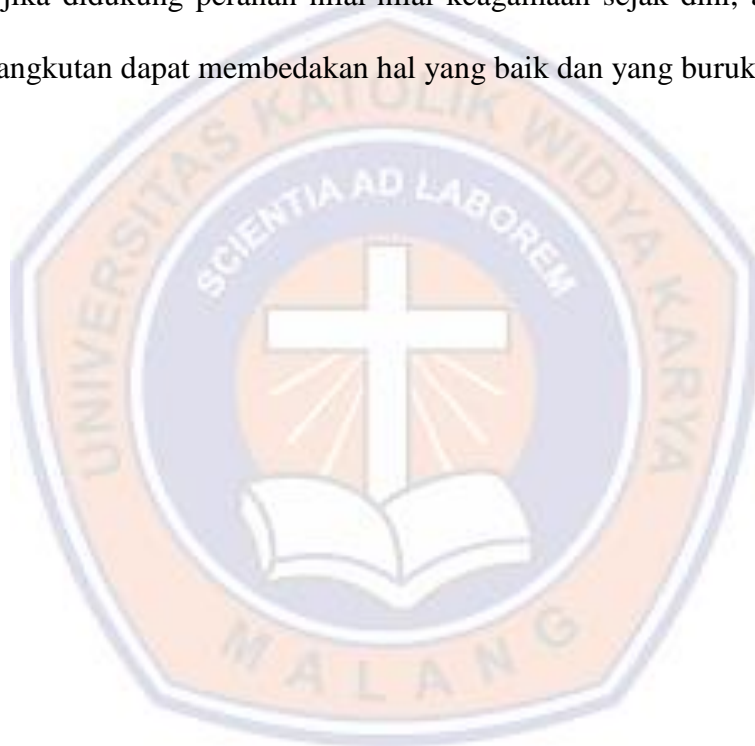 jika didukung peranan nilai-nilai keagamaan sejak dini,
angkutan dapat membedakan hal yang baik dan yang buruk
UNIVERSITAS KATOLIK WIDYA KARYA
SCIENTIA AD LABOREM
MALANG